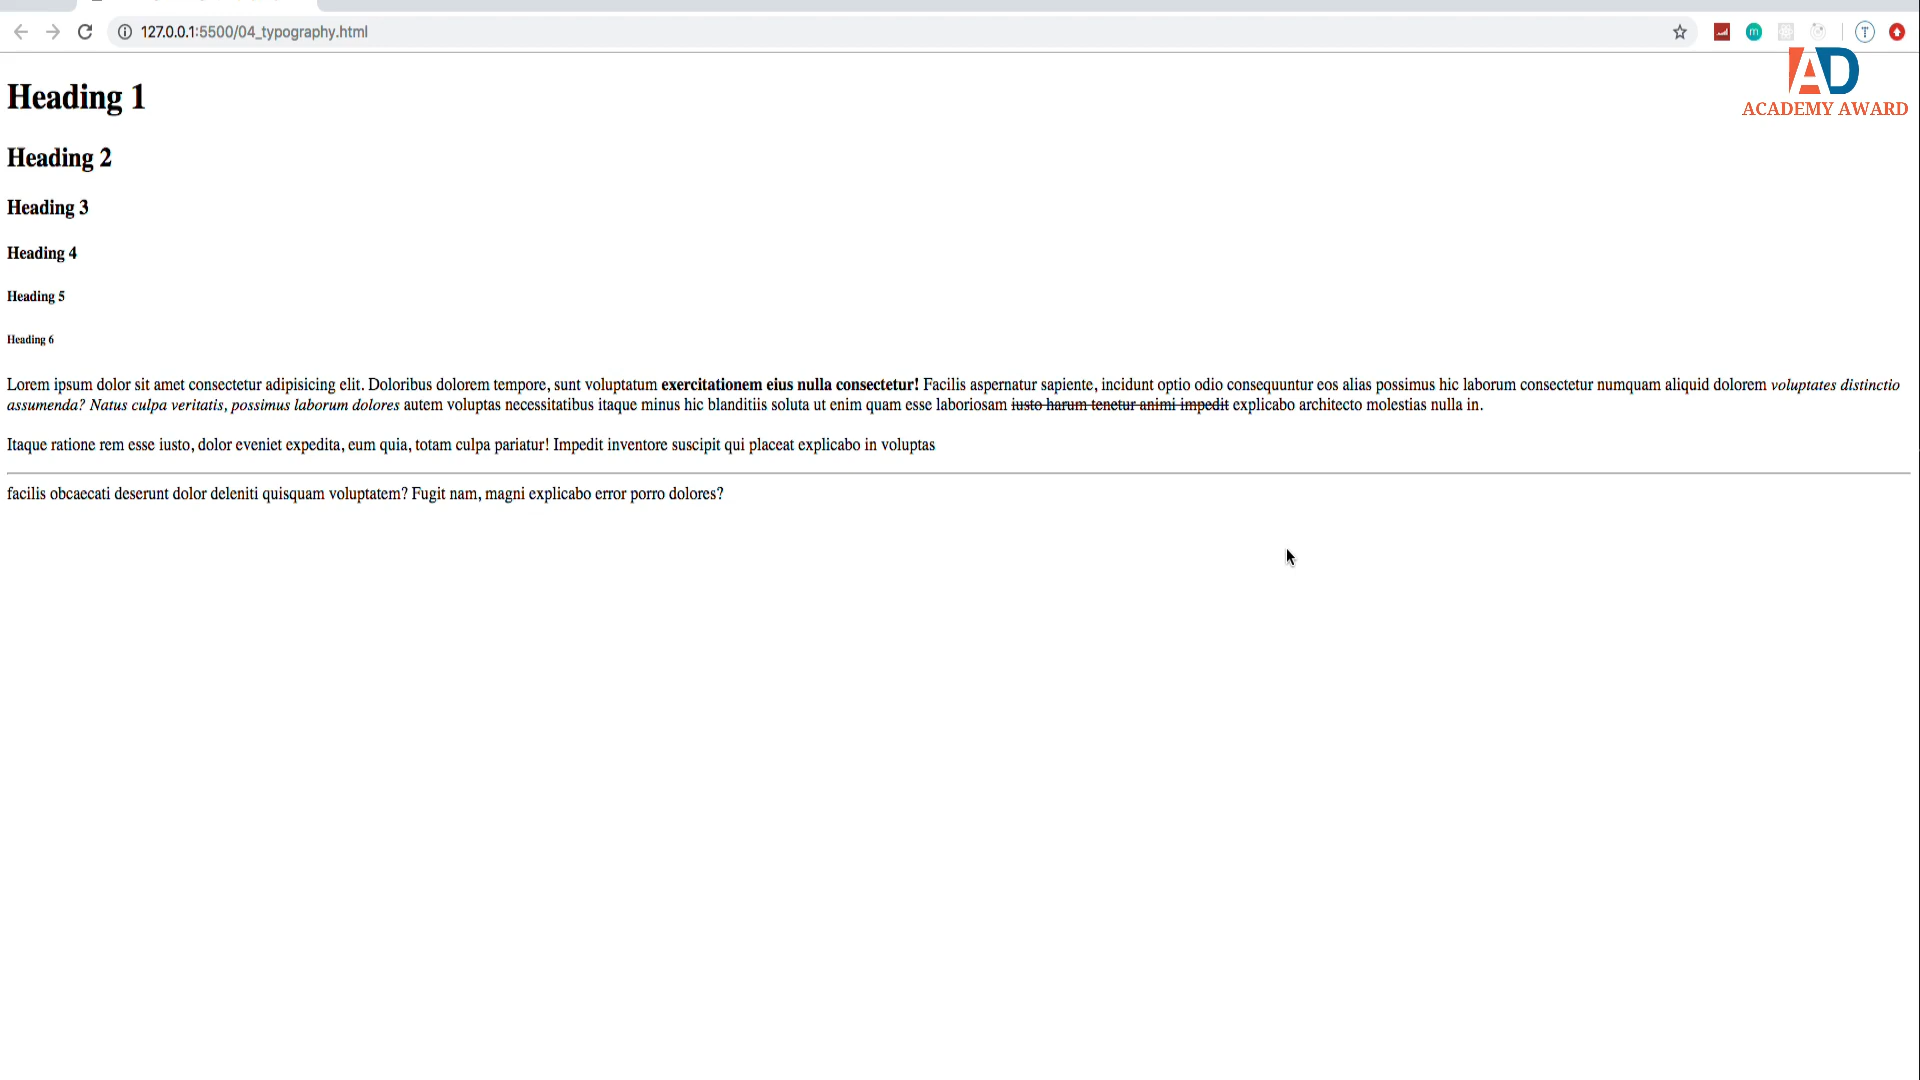 127.0.0.1:5500/04_typography.html
AD
ACADEMY AWARD
Heading 1
Heading 2
Heading 3
Heading 4
Heading 5
Heading 6
Lorem ipsum dolor sit amet consectetur adipisicing elit. Doloribus dolorem tempore, sunt voluptatum exercitationem eius nulla consectetur! Facilis aspernatur sapiente, incidunt optio odio consequuntur eos alias possimus hic laborum consectetur numquam aliquid dolorem voluptates distinctio
assumenda? Natus culpa veritatis, possimus laborum dolores autem voluptas necessitatibus itaque minus hic blanditiis soluta ut enim quam esse laboriosam iusto harum tenetur animi impedit explicabo architecto molestias nulla in.
Itaque ratione rem esse iusto, dolor eveniet expedita, eum quia, totam culpa pariatur! Impedit inventore suscipit qui placeat explicabo in voluptas
facilis obcaecati deserunt dolor deleniti quisquam voluptatem? Fugit nam, magni explicabo error porro dolores?